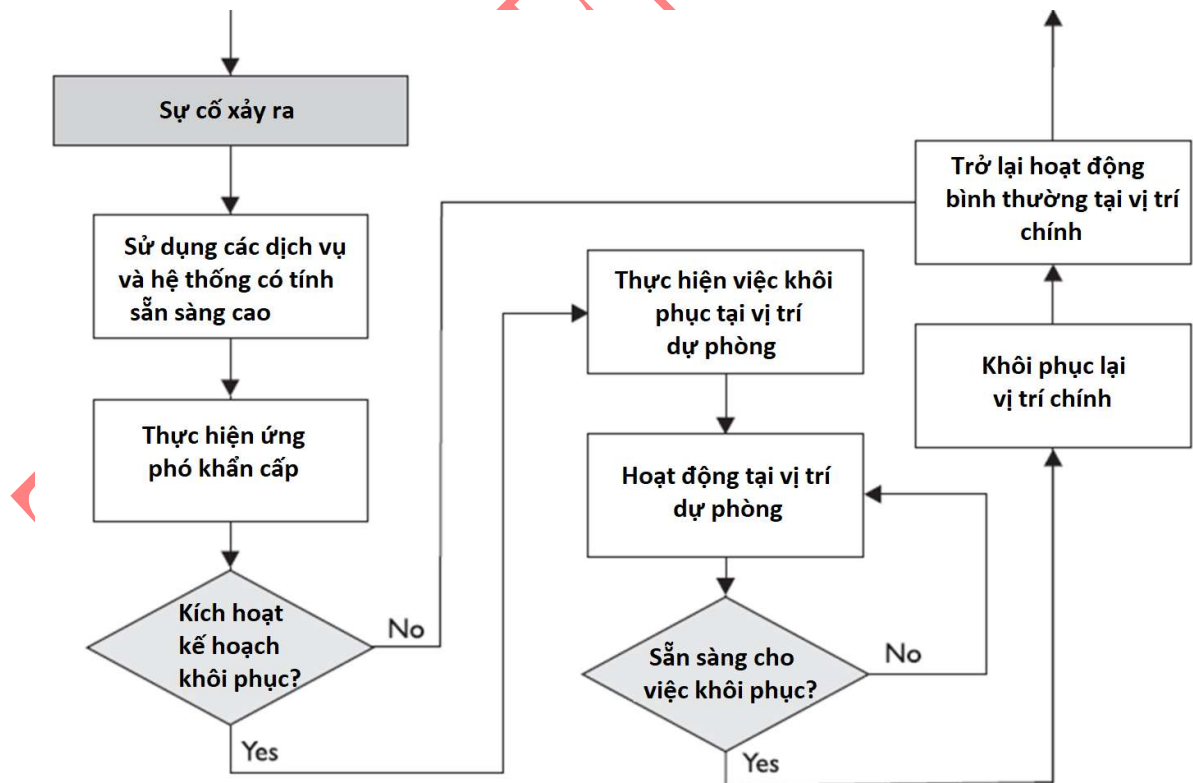 Sự cố xảy ra
Sử dụng các dịch vụ
và hệ thống có tính
sẵn sàng cao
Thực hiện ứng
phó khẩn cấp
Kích hoạt
kế hoạch
khôi phục?
No
Yes
Thực hiện việc khôi
phục tại vị trí
dự phòng
Hoạt động tại vị trí
dự phòng
Sẵn sàng cho
việc khôi phục?
No
Yes
Khôi phục lại
vị trí chính
Trở lại hoạt động
bình thường tại vị trí
chính